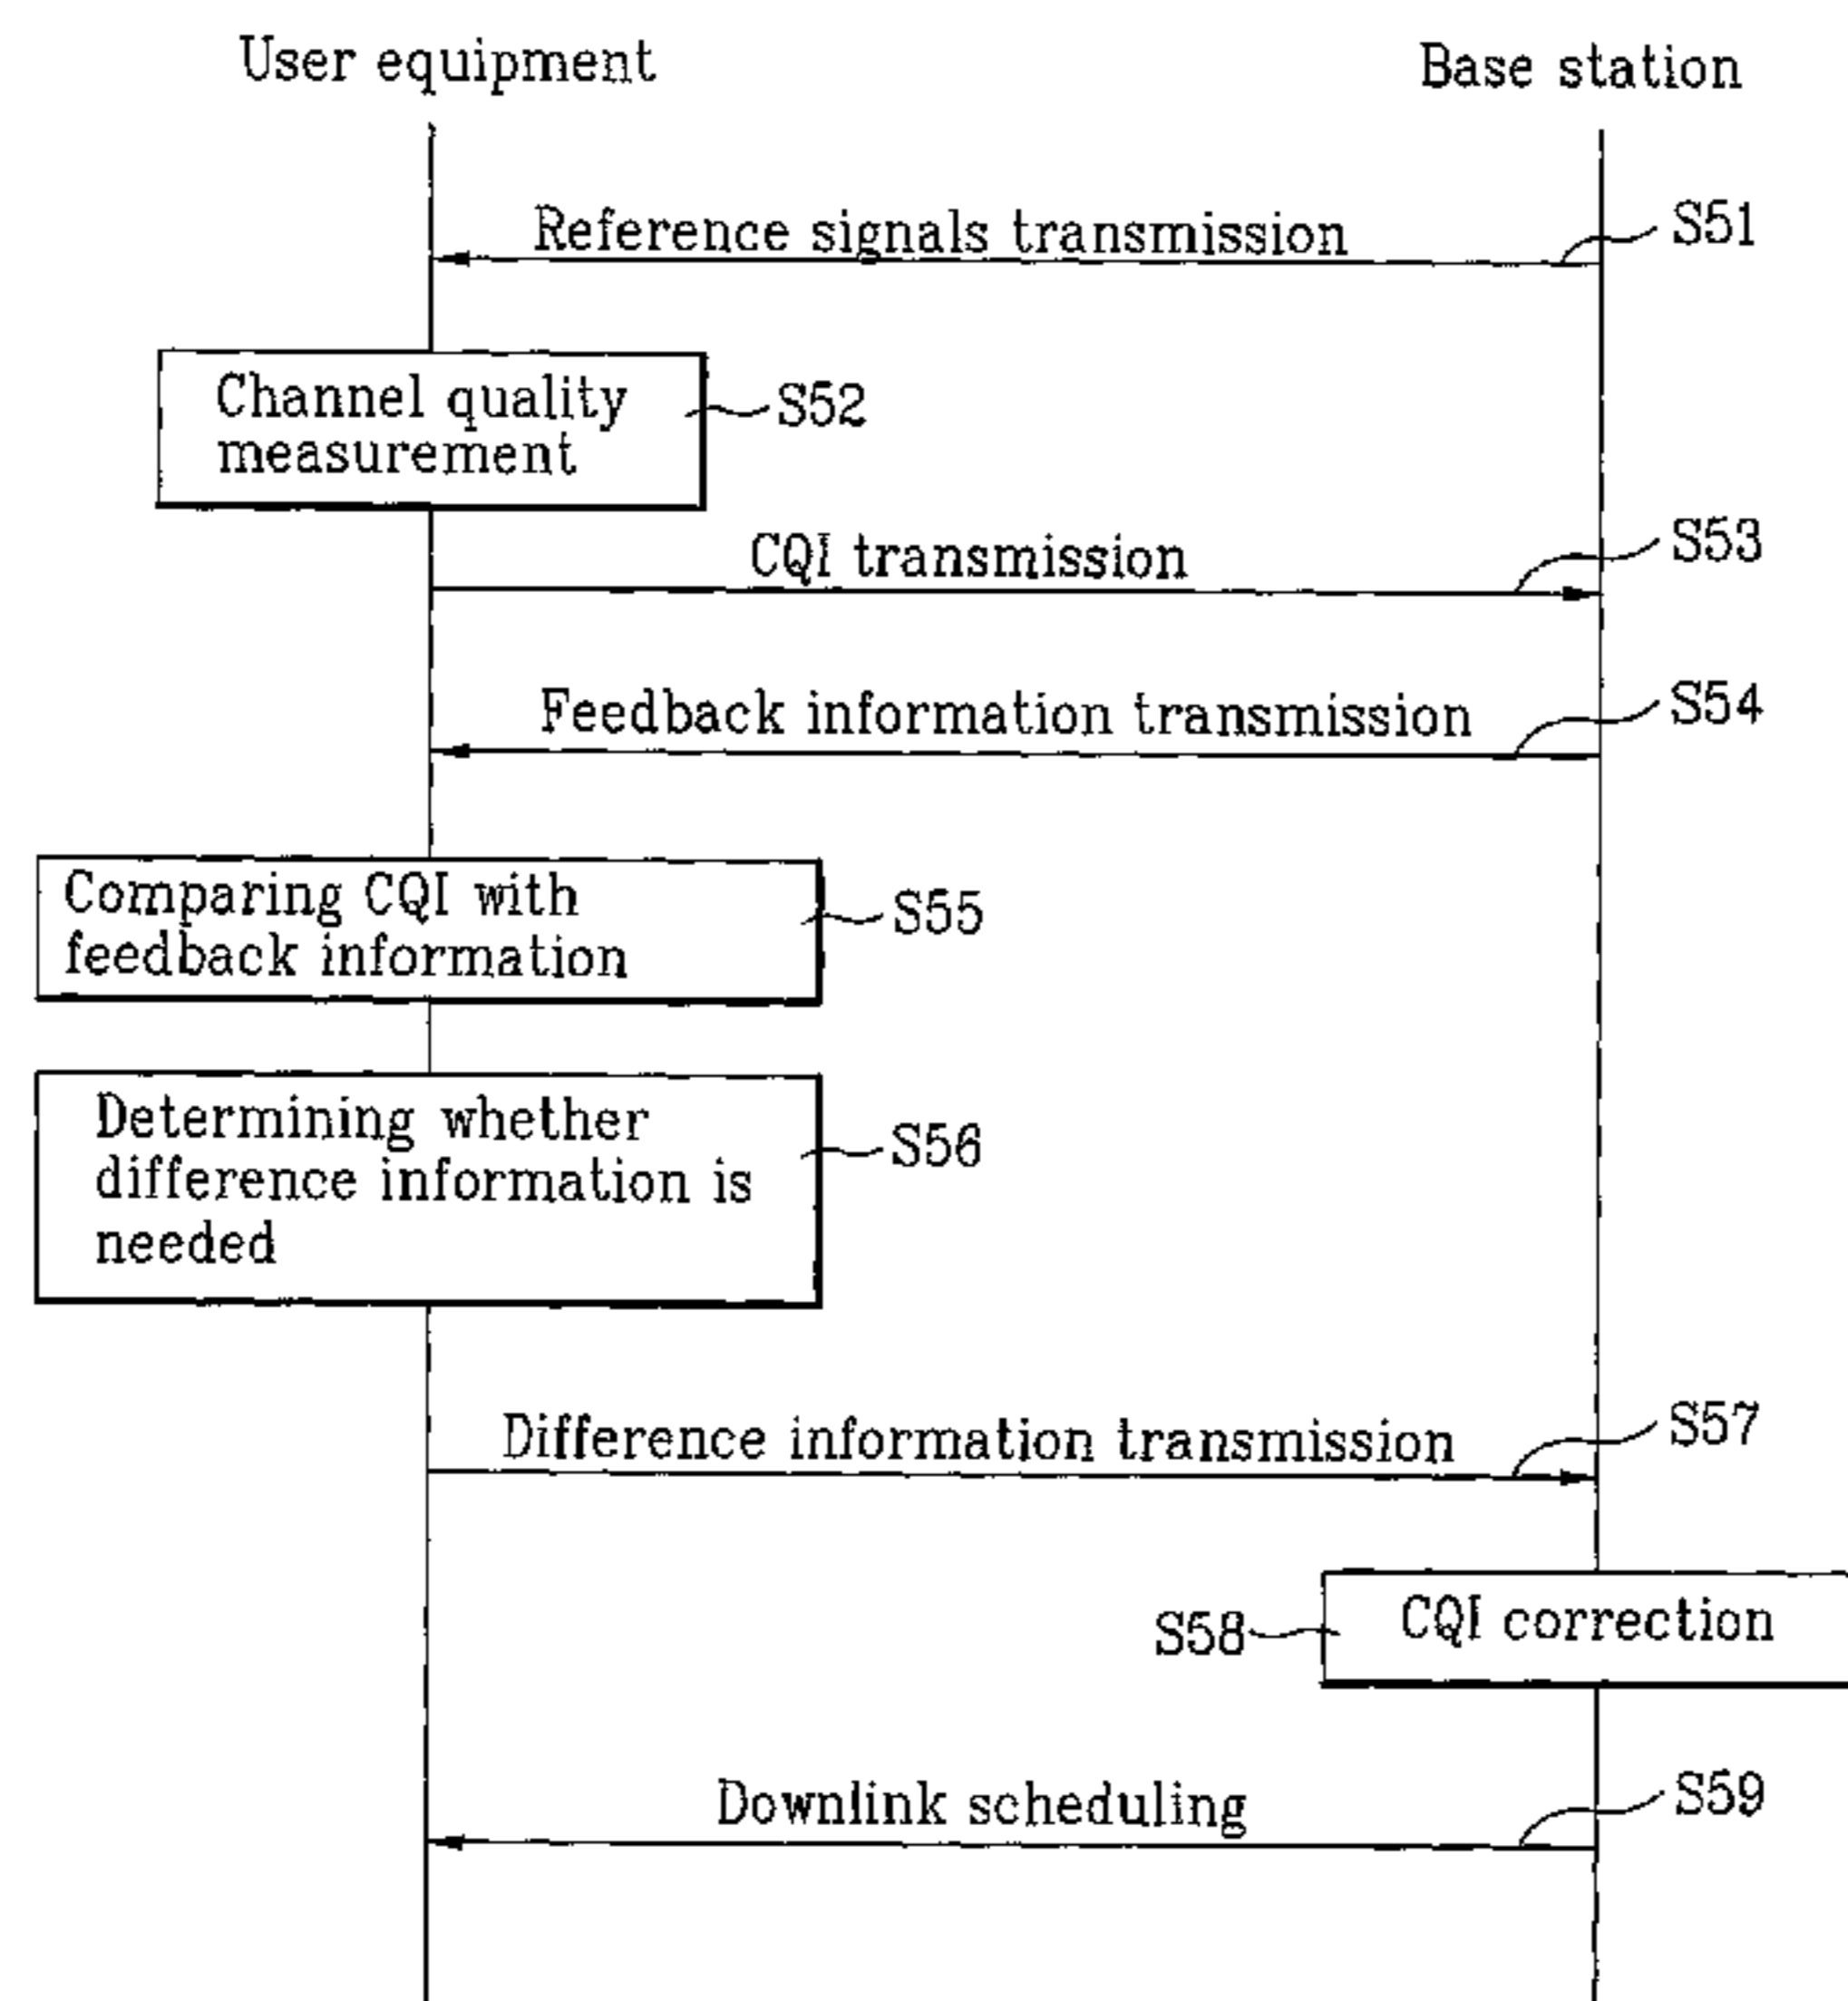 User equipment
Base station
Reference signals transmission
S51
Channel quality
measurement
S52
CQI transmission
S53
Feedback information transmission
S54
Comparing CQI with
feedback information
S55
Determining whether
difference information is
needed
S56
Difference information transmission
S57
S58
CQI correction
Downlink scheduling
S59